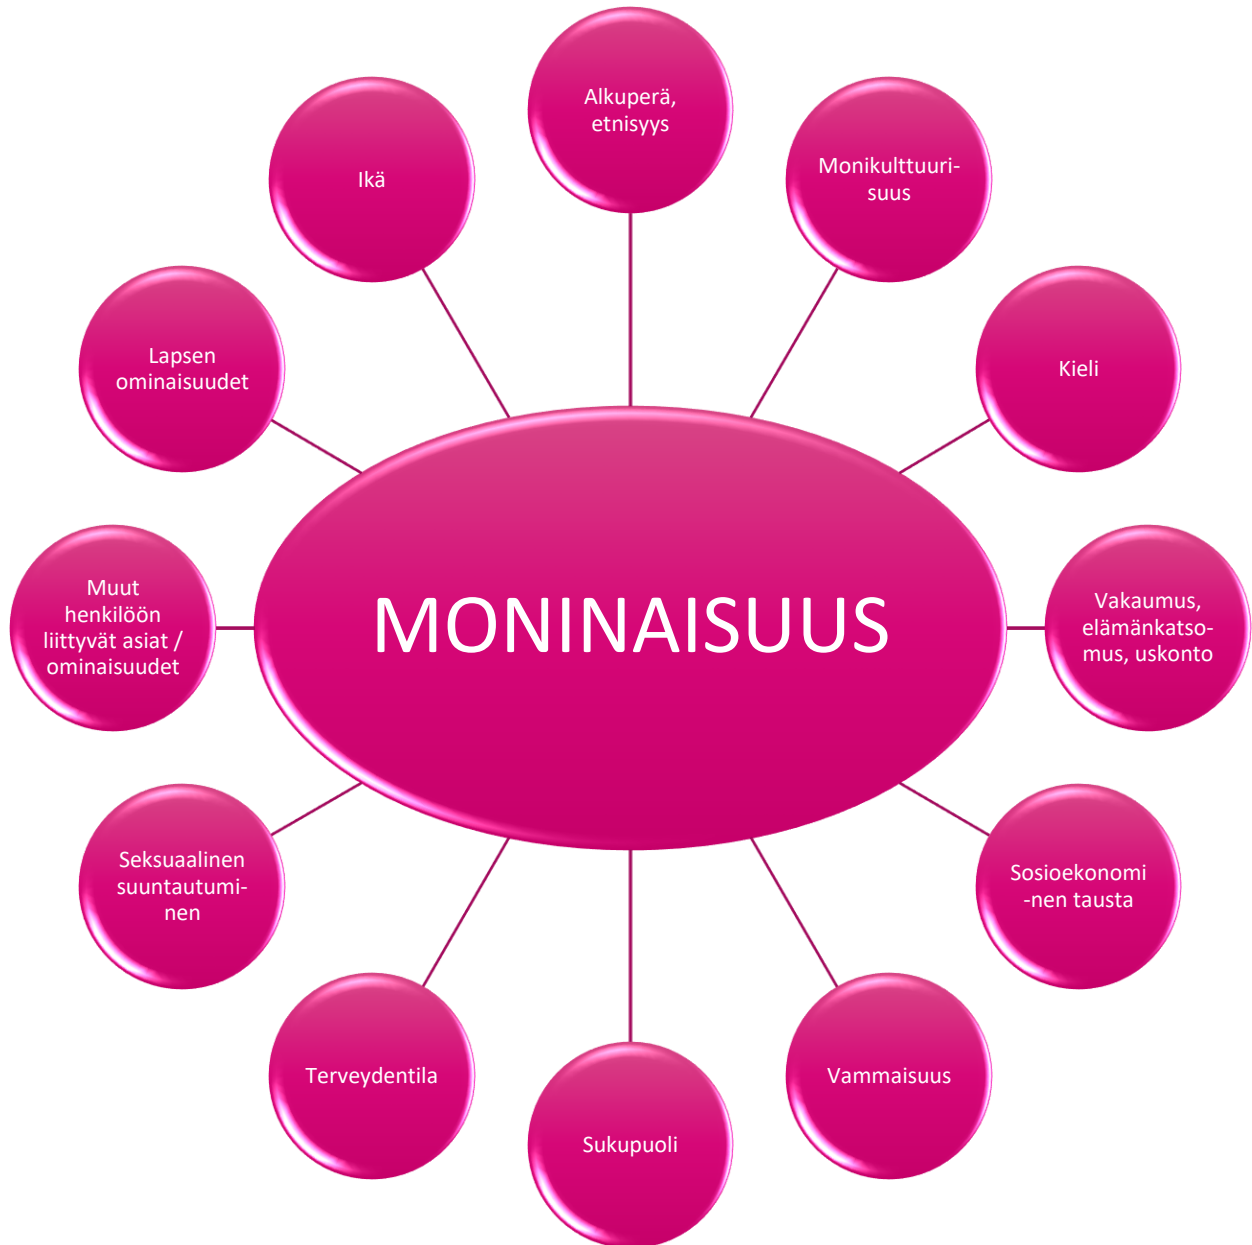 Alkuperä,
etnisyys
Monikulttuuri-
suus
Kieli
Vakaumus,
elämänkatso-
mus, uskonto
Sosioekonomi
-nen tausta
Vammaisuus
Sukupuoli
Terveydentila
Seksuaalinen
suuntautumi-
nen
Muut
henkilöön
liittyvät asiat /
ominaisuudet
Lapsen
ominaisuudet
Ikä
MONINAISUUS